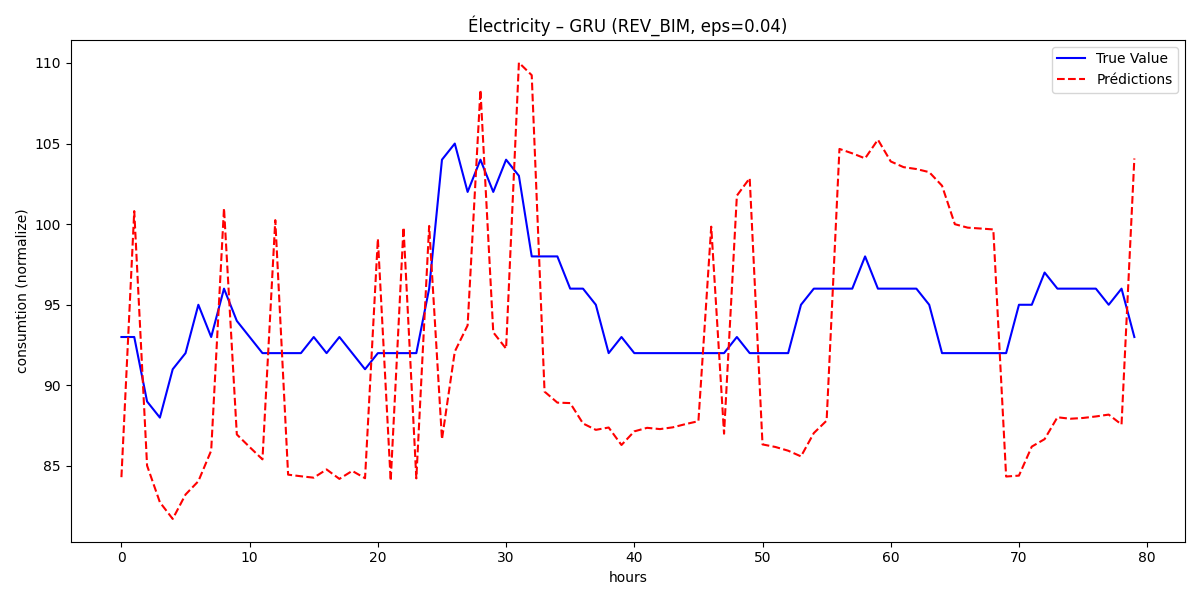 Électricity – GRU (REV_BIM, eps=0.04)
True Value
Prédictions
consumtion (normalize)
110
105
100
95
90
85
0 10 20 30 40 50 60 70 80
hours